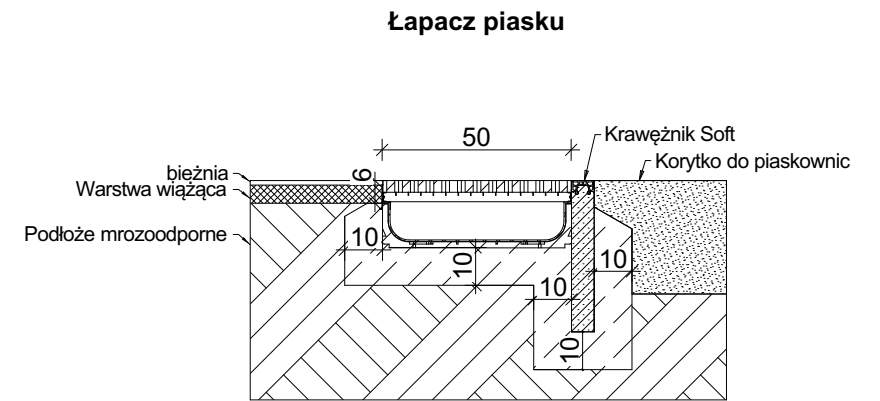 Łapacz piasku
50
Krawężnik Soft
Korytko do piaskownic
bieżnia
6
Warstwa wiążąca
Podłoże mrozoodporne
10
10
10
10
10